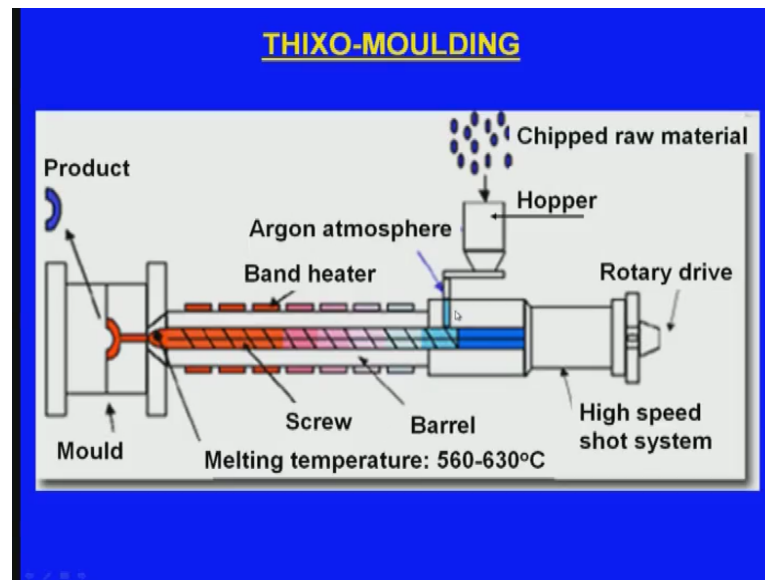 THIXO-MOULDING
Chipped raw material
Product
Hopper
Argon atmosphere
Band heater
Rotary drive
Screw
Barrel
High speed
shot system
Mould
Melting temperature: 560-630°C